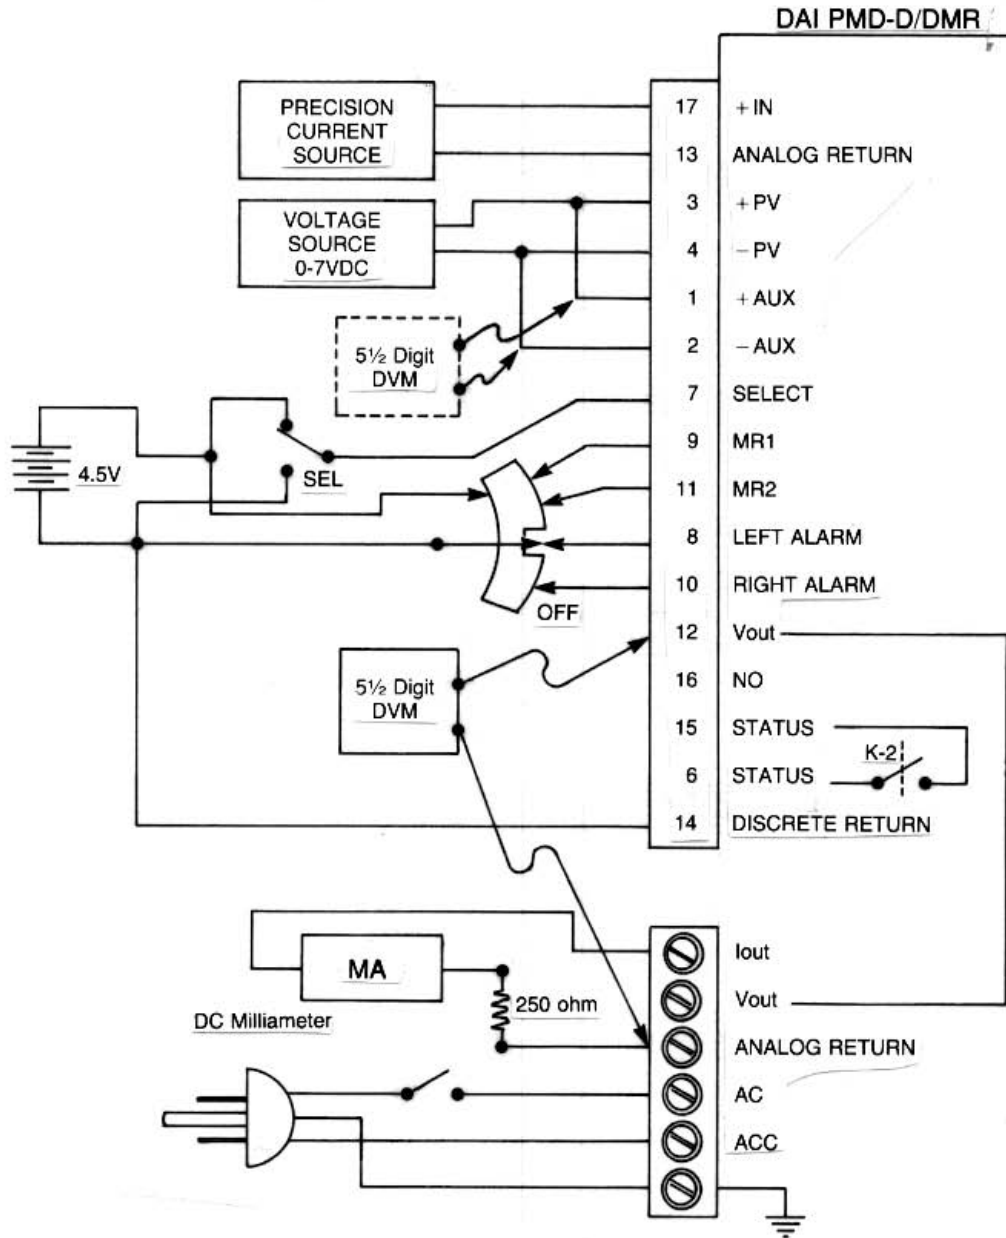 DAI PMD-D/DMR
PRECISION
CURRENT
SOURCE
17 +IN
13 ANALOG RETURN
VOLTAGE
SOURCE
0-7VDC
3 +PV
4 −PV
1 +AUX
5½ Digit
DVM
2 −AUX
7 SELECT
4.5V
SEL
9 MR1
11 MR2
8 LEFT ALARM
10 RIGHT ALARM
OFF
12 Vout
5½ Digit
DVM
16 NO
15 STATUS
K-2
6 STATUS
14 DISCRETE RETURN
MA
Iout
250 ohm
Vout
DC Milliameter
ANALOG RETURN
AC
ACC